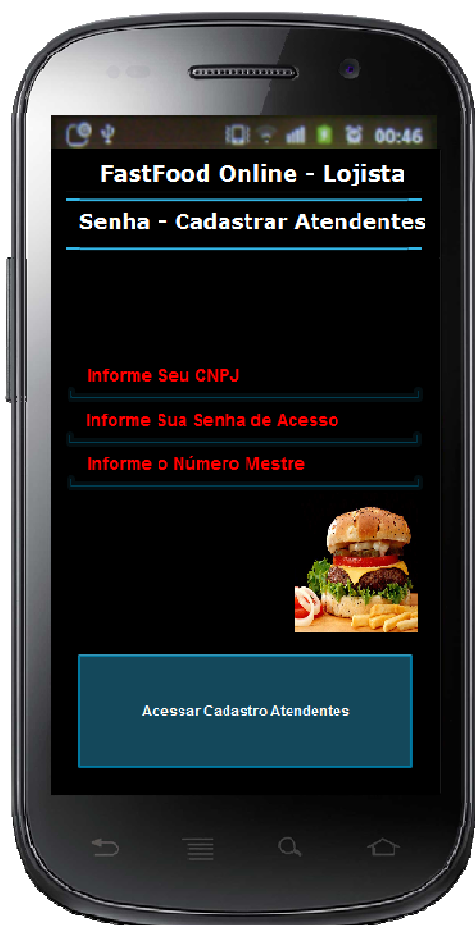 00:46
FastFood Online - Lojista
Senha - Cadastrar Atendentes
Informe Seu CNPJ
Informe Sua Senha de Acesso
Informe o Número Mestre
Acessar Cadastro Atendentes